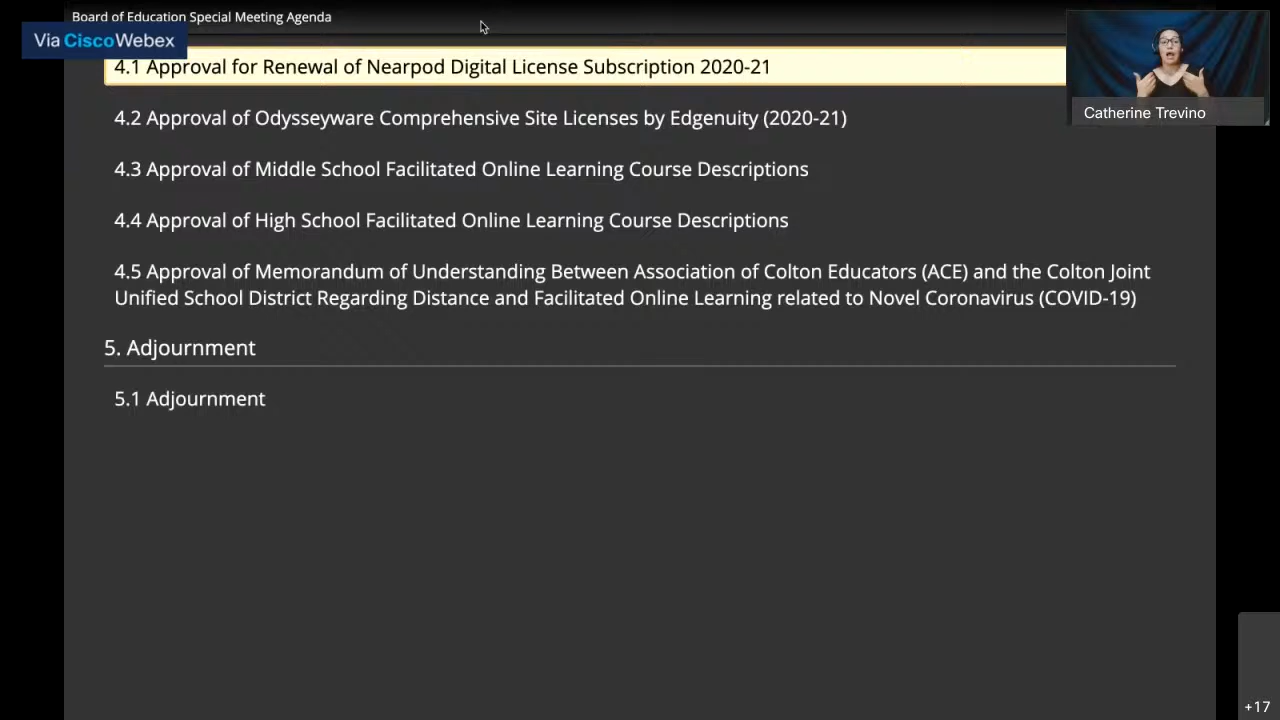 Board of Education Special Meeting Agenda
Via CiscoWebex
4.1 Approval for Renewal of Nearpod Digital License Subscription 2020-21
Catherine Trevino
4.2 Approval of Odysseyware Comprehensive Site Licenses by Edgenuity (2020-21)
4.3 Approval of Middle School Facilitated Online Learning Course Descriptions
4.4 Approval of High School Facilitated Online Learning Course Descriptions
4.5 Approval of Memorandum of Understanding Between Association of Colton Educators (ACE) and the Colton Joint
Unified School District Regarding Distance and Facilitated Online Learning related to Novel Coronavirus (COVID-19)
5. Adjournment
5.1 Adjournment
+17